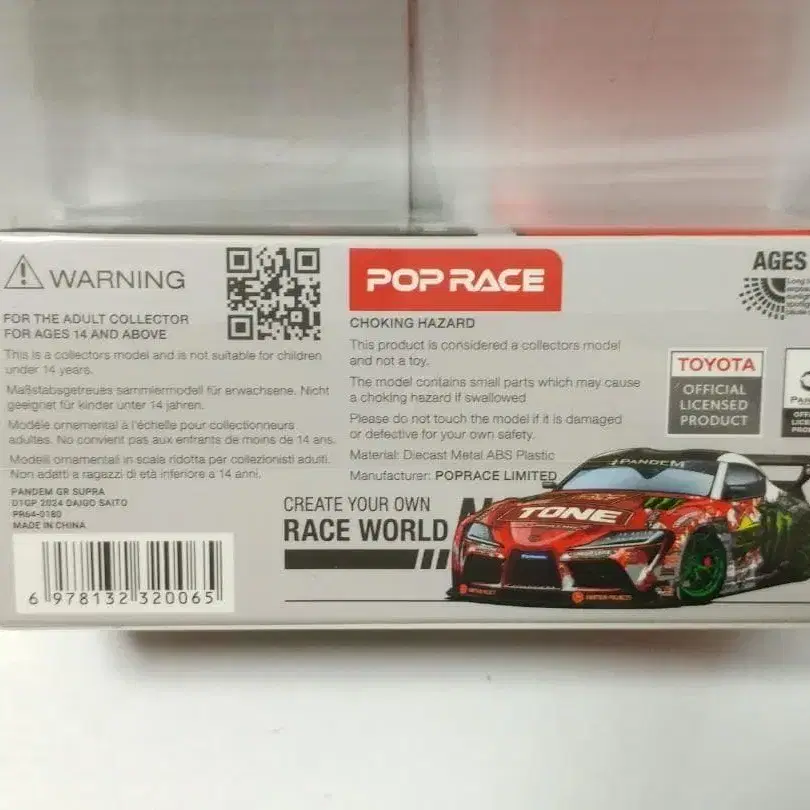 WARNING
FOR THE ADULT COLLECTOR
FOR AGES 14 AND ABOVE
This is a collectors model and is not suitable for children
under 14 years.
Maßstabsgetreues sammlermodell für erwachsene. Nicht
geeignet für kinder unter 14 jahren.
Modèle ornemental à l'échelle pour collectionneurs
adultes. No convient pas aux enfrants de moins de 14 ans.
Modelli ornamentali in scala ridotta per collezionisti adulti.
Non adatti a ragazzi di età inferiore a 14 anni.
PANDEM GR SUPRA
D1GP 2024 DAIGO SAITO
PR64-0180
MADE IN CHINA
6 978132 320065
POP RACE
CHOKING HAZARD
This product is considered a collectors model
and not a toy.
The model contains small parts which may cause
a choking hazard if swallowed
Please do not touch the model if it is damaged
or defective for your own safety.
Material: Diecast Metal ABS Plastic
Manufacturer: POPRACE LIMITED
CREATE YOUR OWN
RACE WORLD
AGES
TOYOTA
OFFICIAL
LICENSED
PRODUCT
PANDEM
TONE